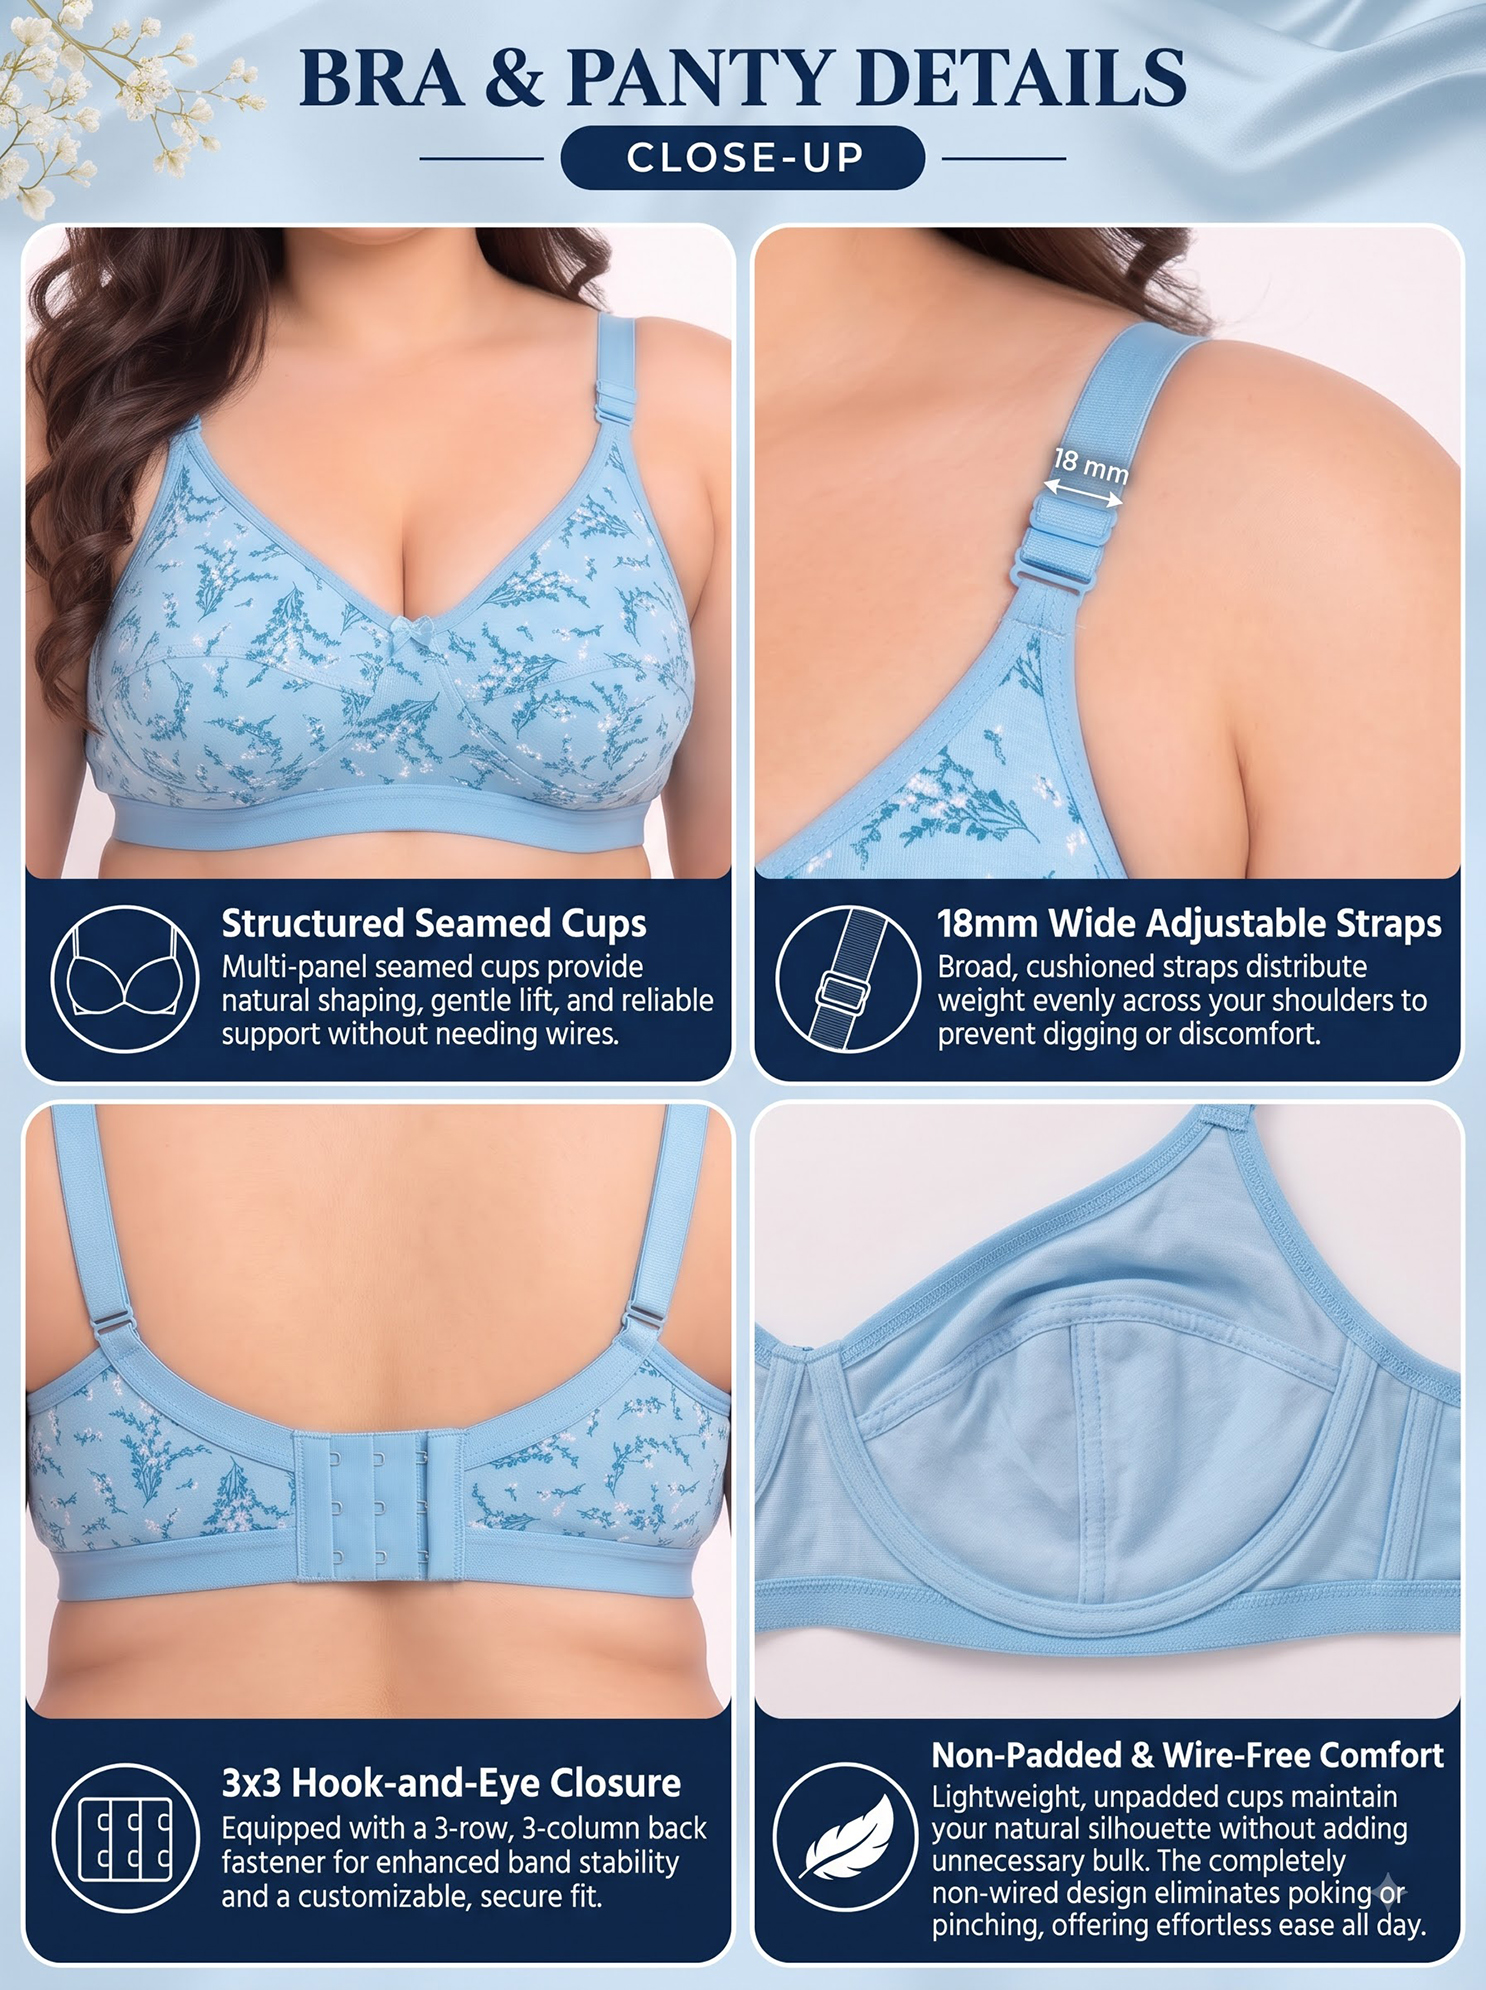 BRA & PANTY DETAILS
CLOSE-UP
18 mm
Structured Seamed Cups
Multi-panel seamed cups provide
natural shaping, gentle lift, and reliable
support without needing wires.
18mm Wide Adjustable Straps
Broad, cushioned straps distribute
weight evenly across your shoulders to
prevent digging or discomfort.
3x3 Hook-and-Eye Closure
Equipped with a 3-row, 3-column back
fastener for enhanced band stability
and a customizable, secure fit.
Non-Padded & Wire-Free Comfort
Lightweight, unpadded cups maintain
your natural silhouette without adding
unnecessary bulk. The completely
non-wired design eliminates poking or
pinching, offering effortless ease all day.